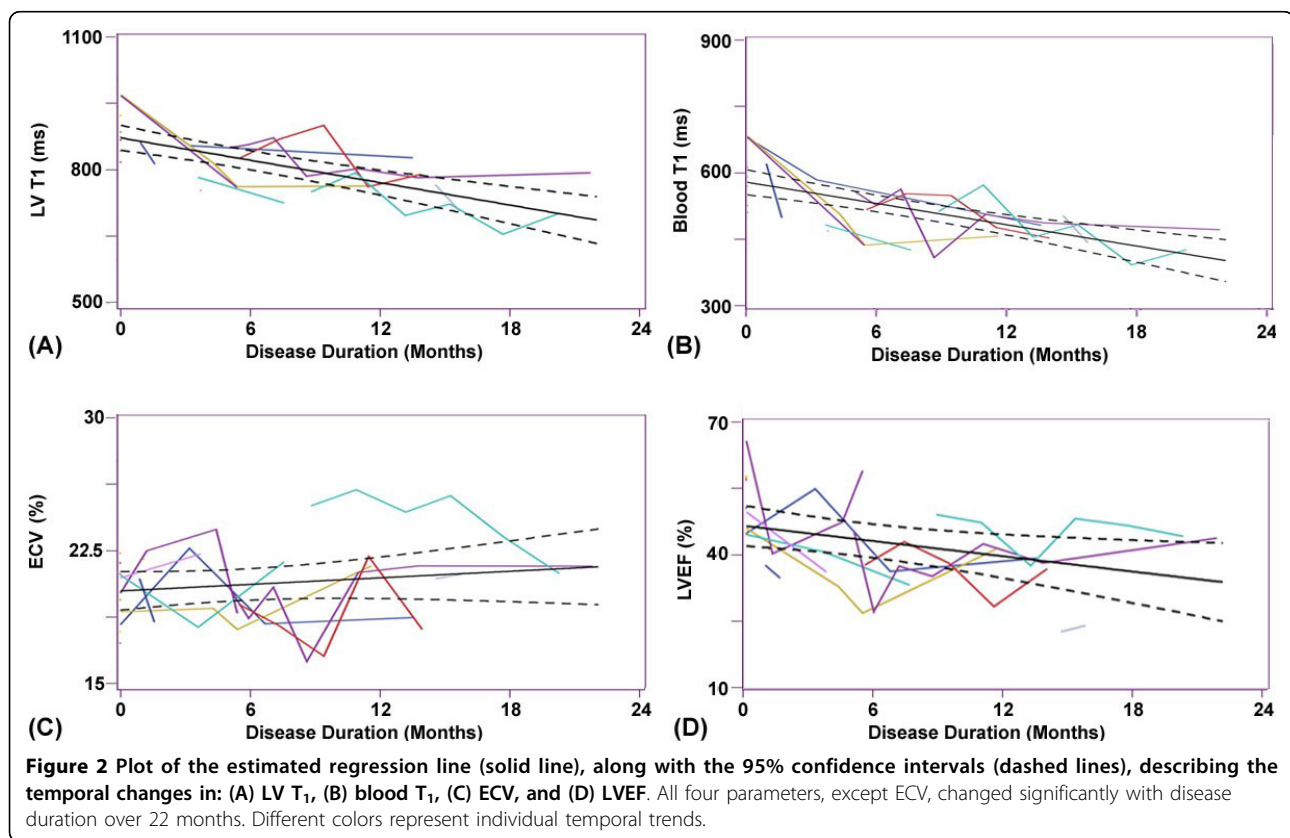 1100
800
500
LV T1 (ms)
0 6 12 18 24
(A) Disease Duration (Months)
900
600
300
Blood T1 (ms)
0 6 12 18 24
(B) Disease Duration (Months)
30
22.5
15
ECV (%)
0 6 12 18 24
(C) Disease Duration (Months)
70
40
10
LVEF (%)
0 6 12 18 24
(D) Disease Duration (Months)
Figure 2 Plot of the estimated regression line (solid line), along with the 95% confidence intervals (dashed lines), describing the
temporal changes in: (A) LV T₁, (B) blood T₁, (C) ECV, and (D) LVEF. All four parameters, except ECV, changed significantly with disease
duration over 22 months. Different colors represent individual temporal trends.